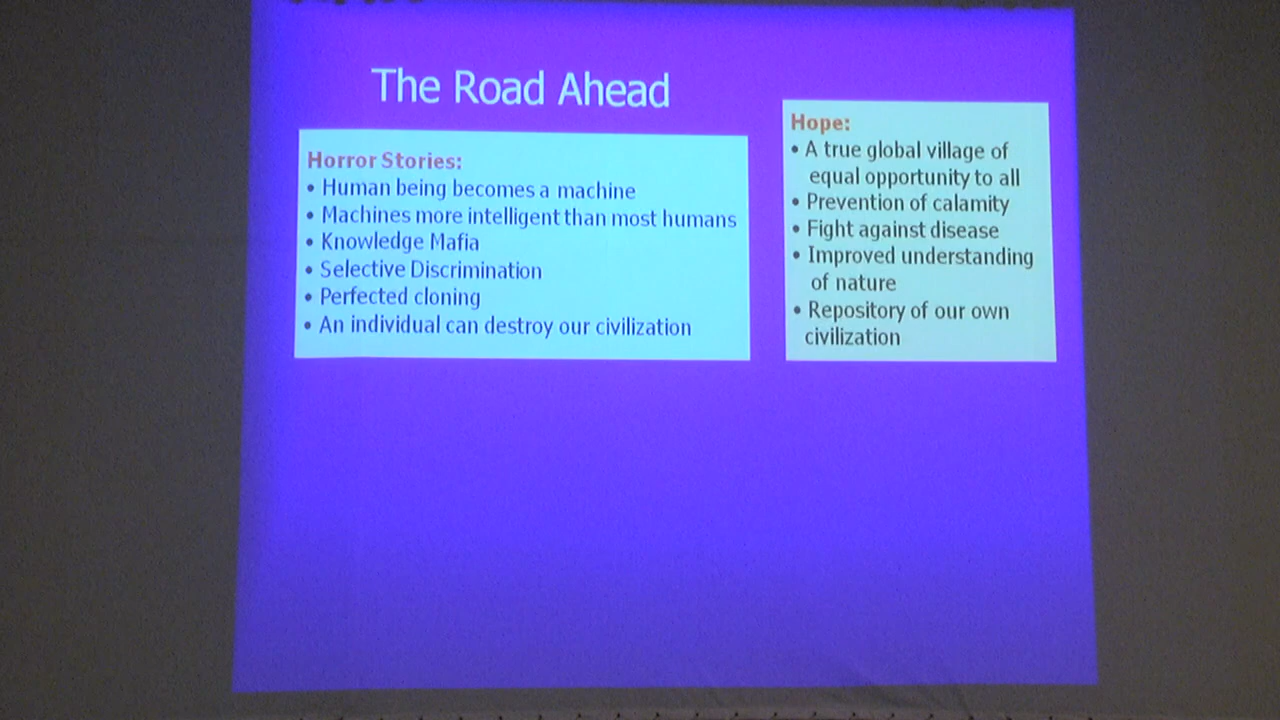 The Road Ahead
Horror Stories:
• Human being becomes a machine
• Machines more intelligent than most humans
• Knowledge Mafia
• Selective Discrimination
• Perfected cloning
• An individual can destroy our civilization
Hope:
• A true global village of
equal opportunity to all
• Prevention of calamity
• Fight against disease
• Improved understanding
of nature
• Repository of our own
civilization